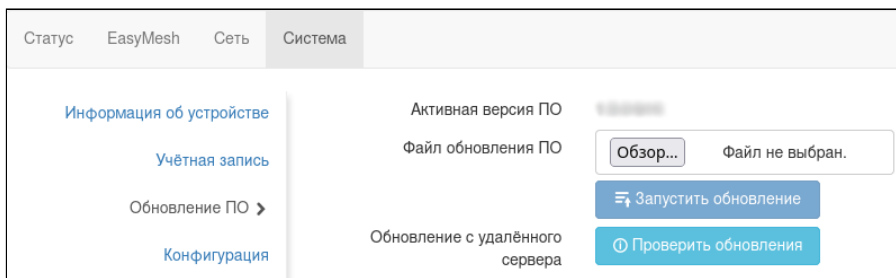 Статус EasyMesh Сеть Система
Информация об устройстве
Учётная запись
Обновление ПО
Конфигурация
Активная версия ПО
Файл обновления ПО
Обзор... Файл не выбран.
Запустить обновление
Обновление с удалённого
сервера
Проверить обновления